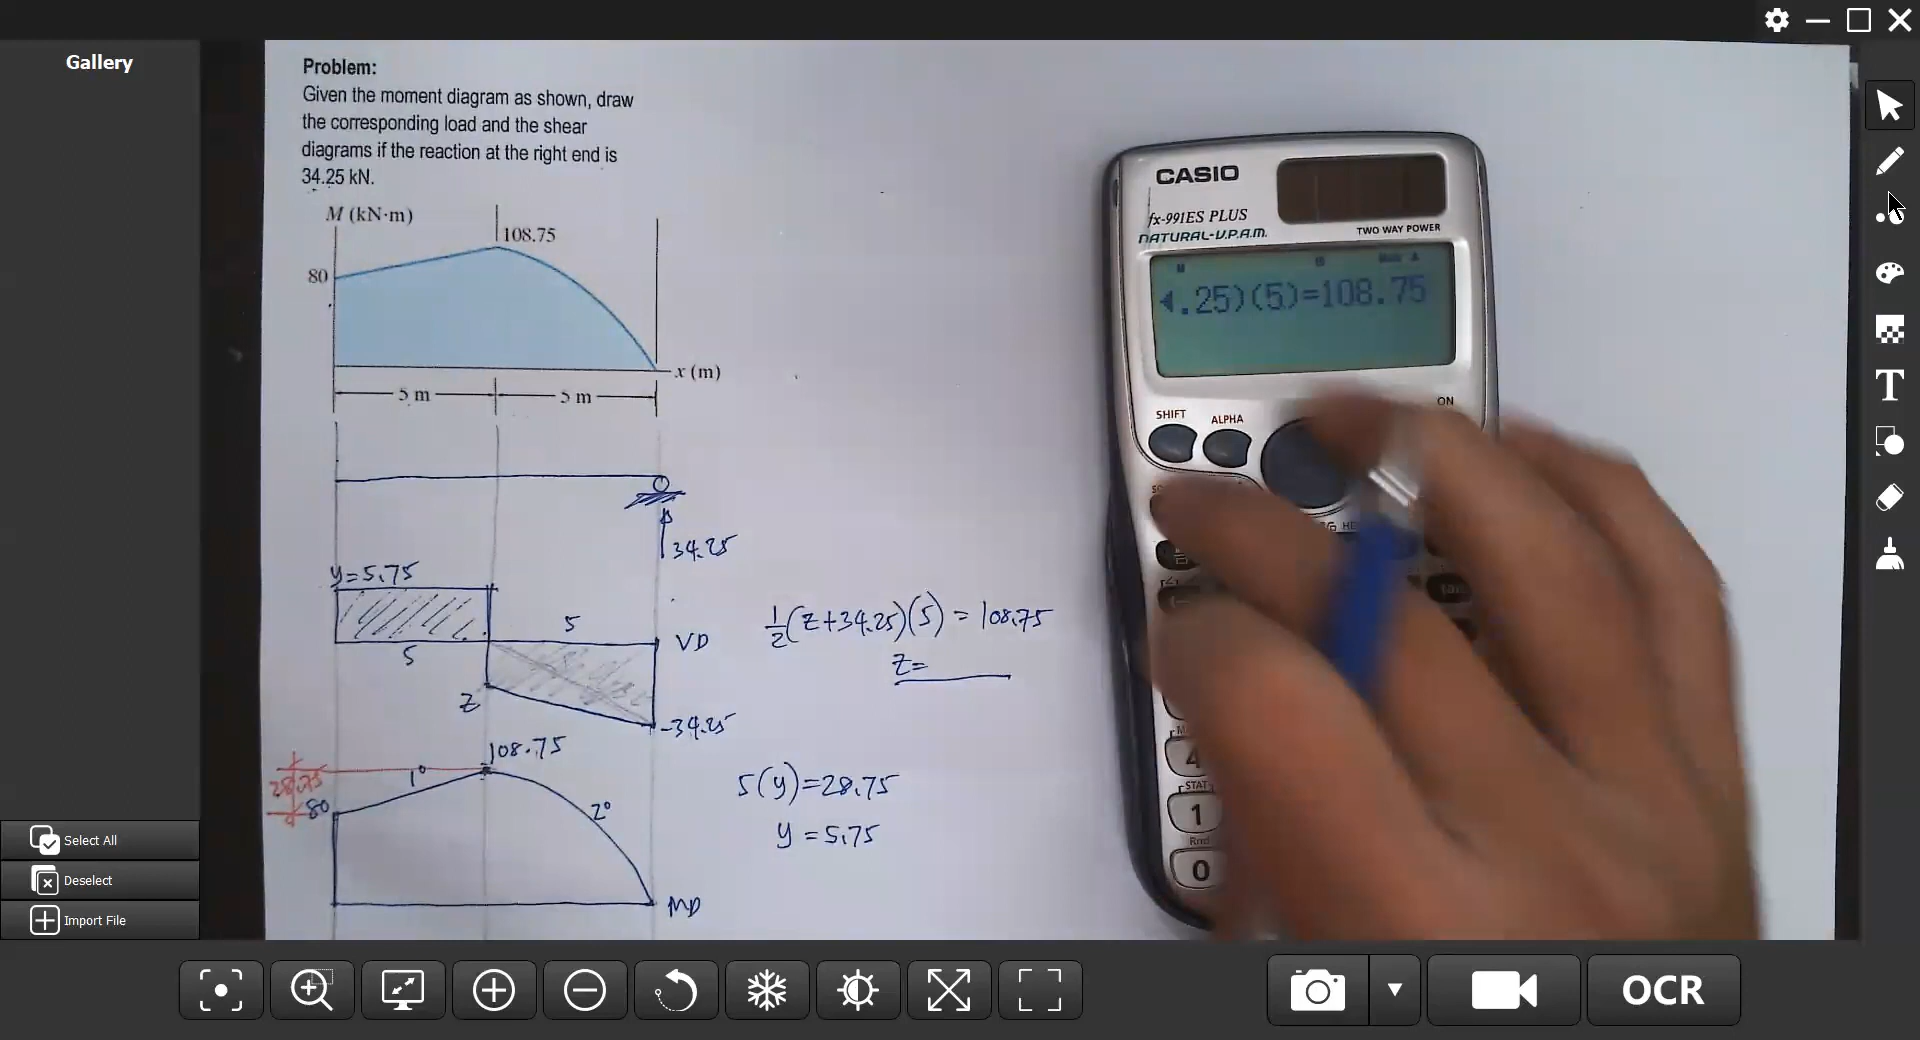 Gallery
Problem:
Given the moment diagram as shown, draw
the corresponding load and the shear
diagrams if the reaction at the right end is
34.25 kN.
M (kN·m)
108.75
80
x (m)
5 m
5 m
34.25
y=5.75
5
5
VD
Z
-34.25
108.75
1°
2°
28.75
80
MD
½(z+34.25)(5) = 108.75
z=
5(y)=28.75
y = 5.75
CASIO
fx-991ES PLUS
NATURAL-V.P.A.M.
TWO WAY POWER
.25)(5)=108.75
SHIFT
ALPHA
ON
4
STAT
1
Rnd
0
T
Select All
Deselect
Import File
OCR